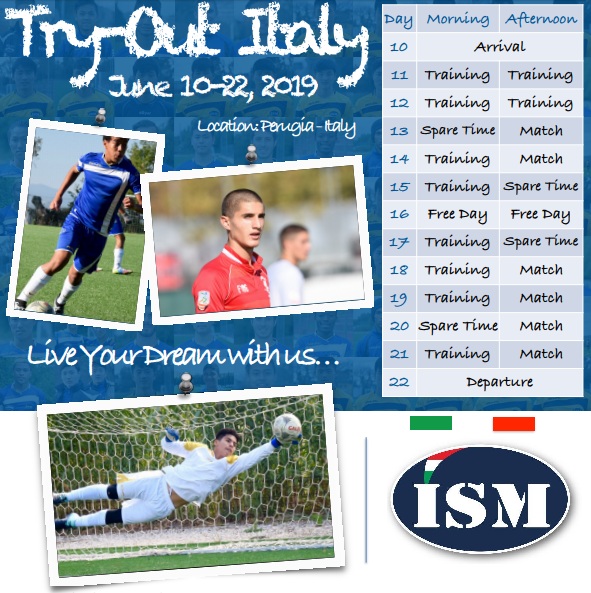 Try-Out Italy
June 10-22, 2019
Location: Perugia - Italy
Day Morning Afternoon
10 Arrival
11 Training Training
12 Training Training
13 Spare Time Match
14 Training Match
15 Training Spare Time
16 Free Day Free Day
17 Training Spare Time
18 Training Match
19 Training Match
20 Spare Time Match
21 Training Match
22 Departure
Live Your Dream with us...
ISM